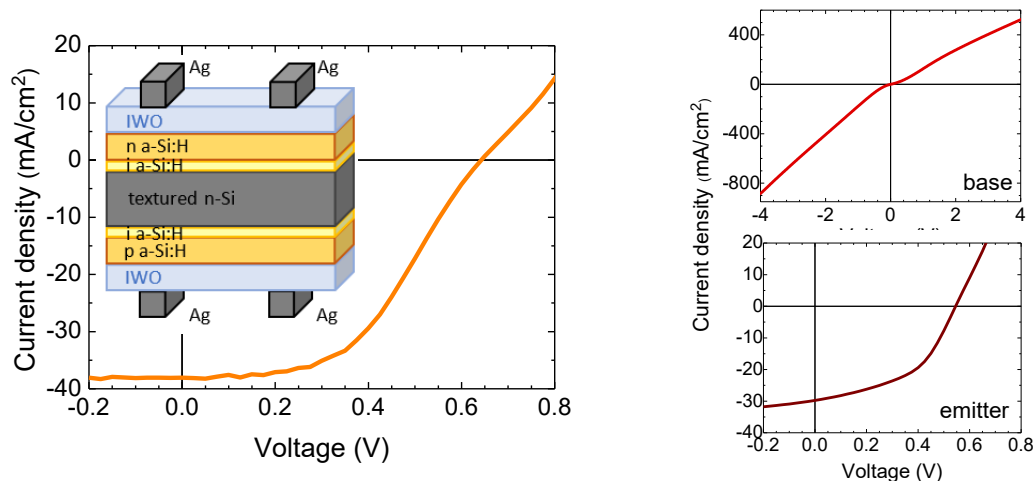 20
10
0
-10
-20
-30
-40
-0.2
0.0
0.2
0.4
0.6
0.8
Current density (mA/cm2)
Voltage (V)
Ag
Ag
IWO
n a-Si:H
i a-Si:H
textured n-Si
i a-Si:H
p a-Si:H
IWO
Ag
Ag
400
0
-400
-800
-4
-2
0
2
4
base
Current density (mA/cm2)
20
10
0
-10
-20
-30
-40
-0.2
0.0
0.2
0.4
0.6
0.8
emitter
Voltage (V)